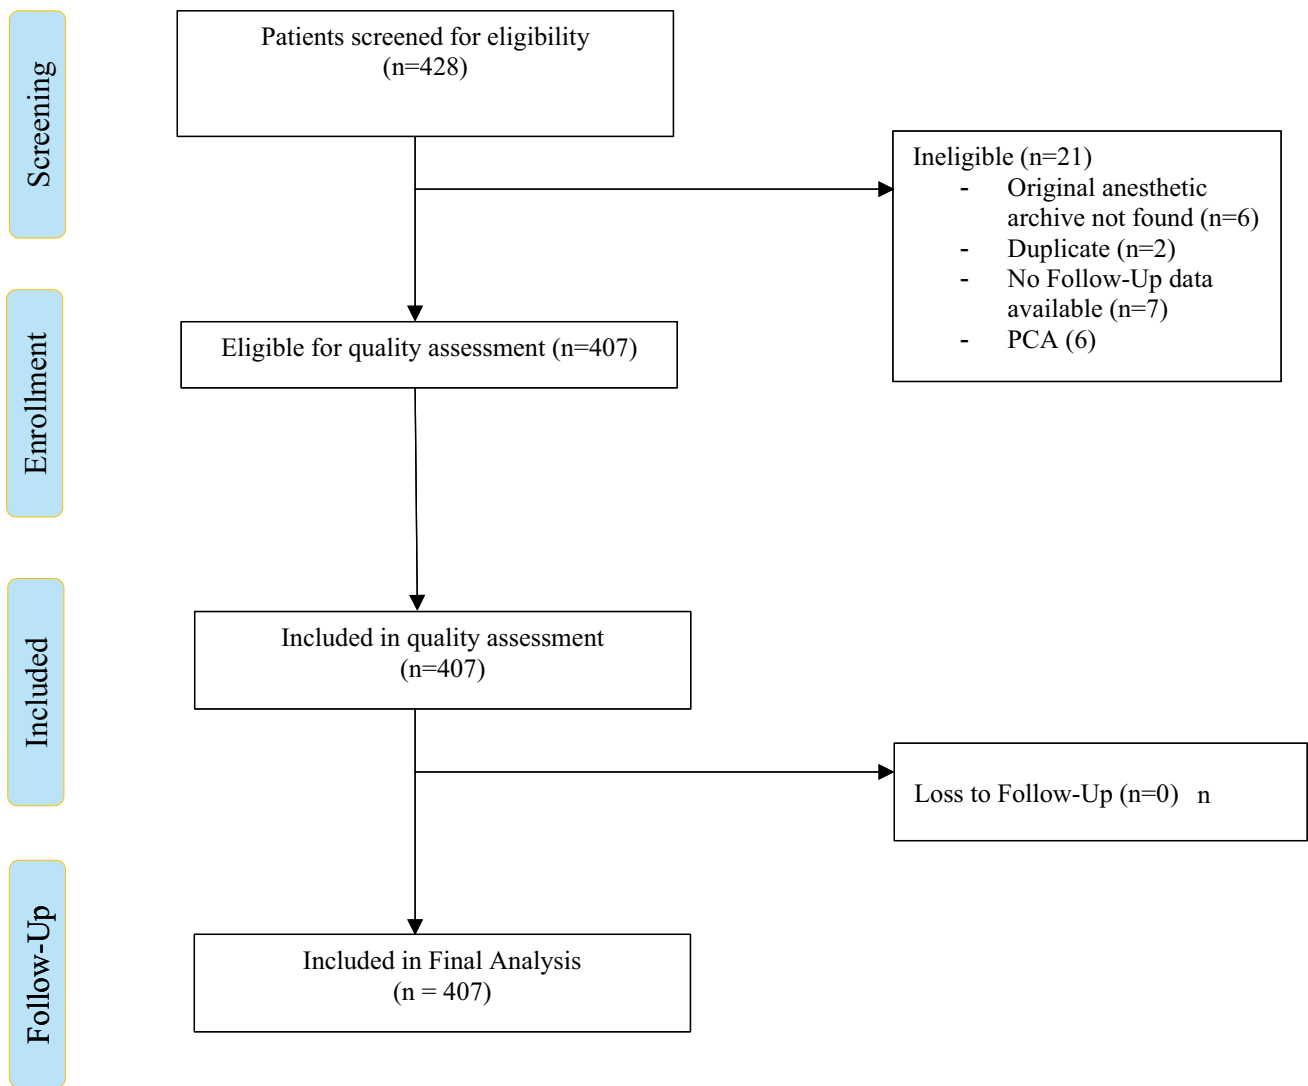 Screening
Patients screened for eligibility
(n=428)
Ineligible (n=21)
- Original anesthetic
archive not found (n=6)
- Duplicate (n=2)
- No Follow-Up data
available (n=7)
- PCA (6)
Enrollment
Eligible for quality assessment (n=407)
Included
Included in quality assessment
(n=407)
Loss to Follow-Up (n=0) n
Follow-Up
Included in Final Analysis
(n = 407)